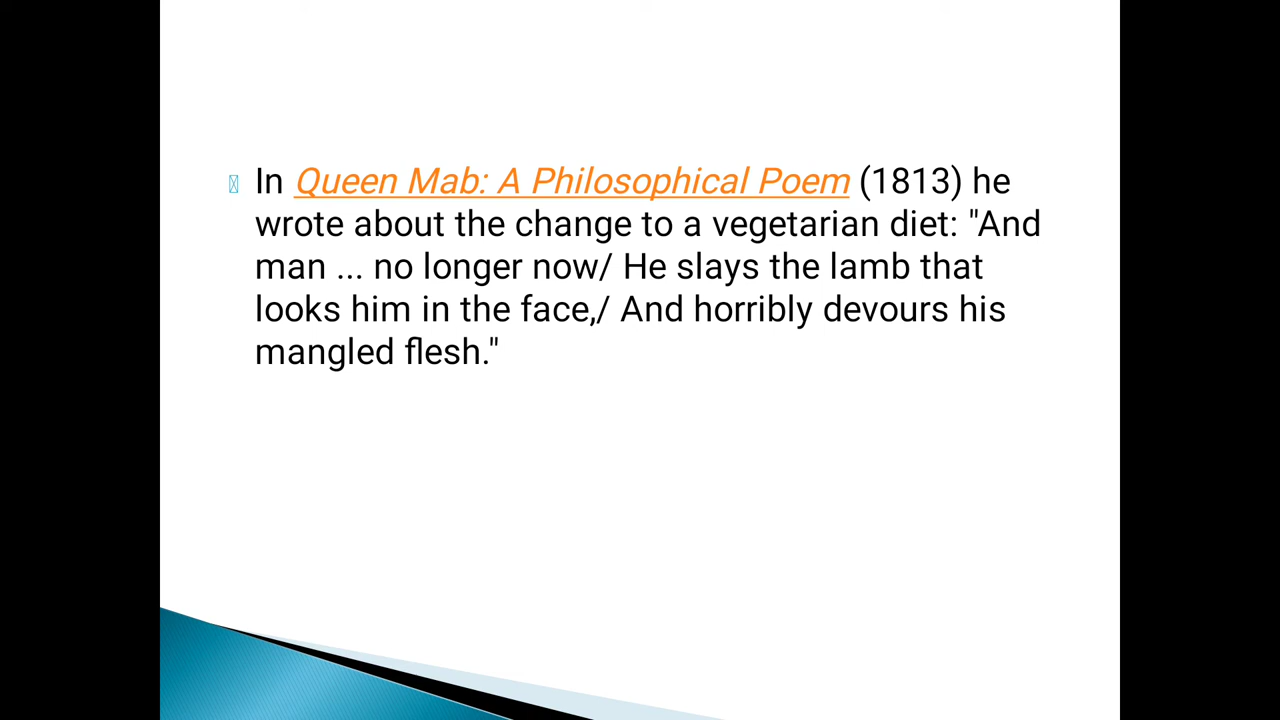 In Queen Mab: A Philosophical Poem (1813) he
wrote about the change to a vegetarian diet: "And
man ... no longer now/ He slays the lamb that
looks him in the face,/ And horribly devours his
mangled flesh."